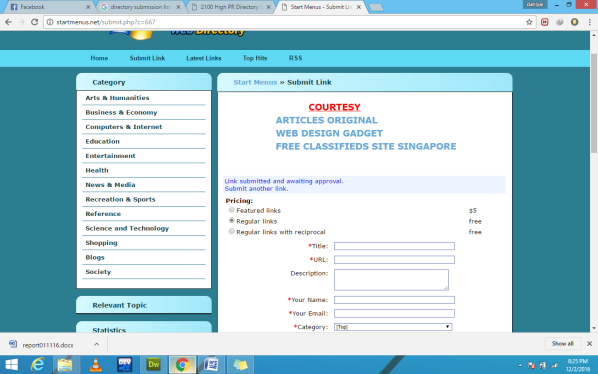 Facebook
directory submission list
2100 High PR Directory
Start Menus - Submit Lin
startmenus.net/submit.php?c=667
Web Directory
Home
Submit Link
Latest Links
Top Hits
RSS
Category
Arts & Humanities
Business & Economy
Computers & Internet
Education
Entertainment
Health
News & Media
Recreation & Sports
Reference
Science and Technology
Shopping
Blogs
Society
Relevant Topic
Statistics
Start Menus » Submit Link
COURTESY
ARTICLES ORIGINAL
WEB DESIGN GADGET
FREE CLASSIFIEDS SITE SINGAPORE
Link submitted and awaiting approval.
Submit another link.
Pricing:
Featured links $5
Regular links free
Regular links with reciprocal free
*Title:
*URL:
Description:
*Your Name:
*Your Email:
*Category: [Top]
report011116.docx
Show all
Dw
8:25 PM
12/2/2016